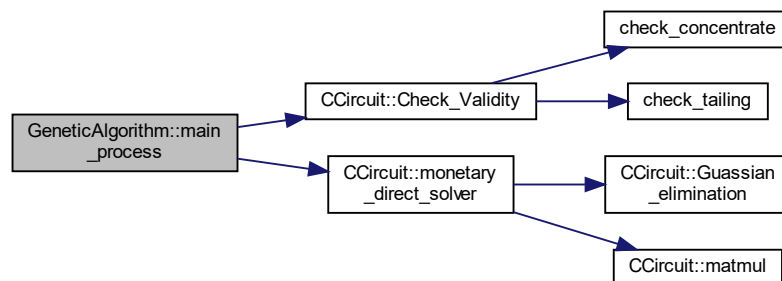 GeneticAlgorithm::main
_process
CCircuit::Check_Validity
check_concentrate
check_tailing
CCircuit::monetary
_direct_solver
CCircuit::Guassian
_elimination
CCircuit::matmul